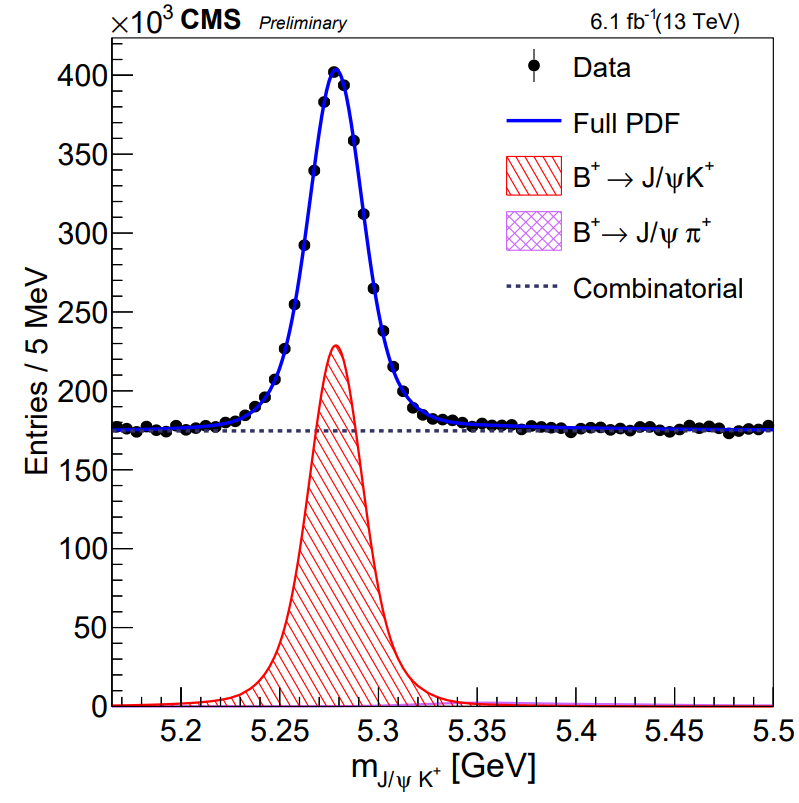 ×10³ CMS Preliminary 6.1 fb⁻¹(13 TeV)
Data
Full PDF
B⁺ → J/ψK⁺
B⁺→ J/ψ π⁺
Combinatorial
Entries / 5 MeV
400
350
300
250
200
150
100
50
0
5.2 5.25 5.3 5.35 5.4 5.45 5.5
m_{J/ψ K⁺} [GeV]